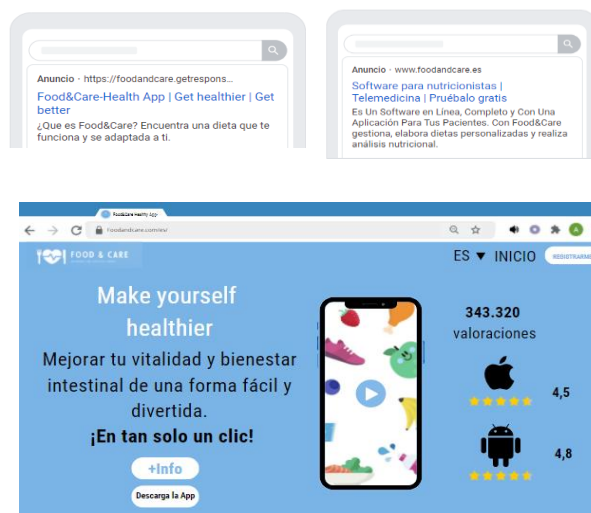 Anuncio · https://foodandcare.getrespons...
Food&Care-Health App | Get healthier | Get
better
¿Que es Food&Care? Encuentra una dieta que te
funciona y se adaptada a ti.
Anuncio · www.foodandcare.es
Software para nutricionistas |
Telemedicina | Pruébalo gratis
Es Un Software en Línea, Completo y Con Una
Aplicación Para Tus Pacientes. Con Food&Care
gestiona, elabora dietas personalizadas y realiza
análisis nutricional.
Food&Care Healthy App
foodandcare.com/es/
A
FOOD & CARE
ES ▼ INICIO REGISTRARME
Make yourself
healthier
Mejorar tu vitalidad y bienestar
intestinal de una forma fácil y
divertida.
¡En tan solo un clic!
+Info
Descarga la App
343.320
valoraciones
4,5
4,8